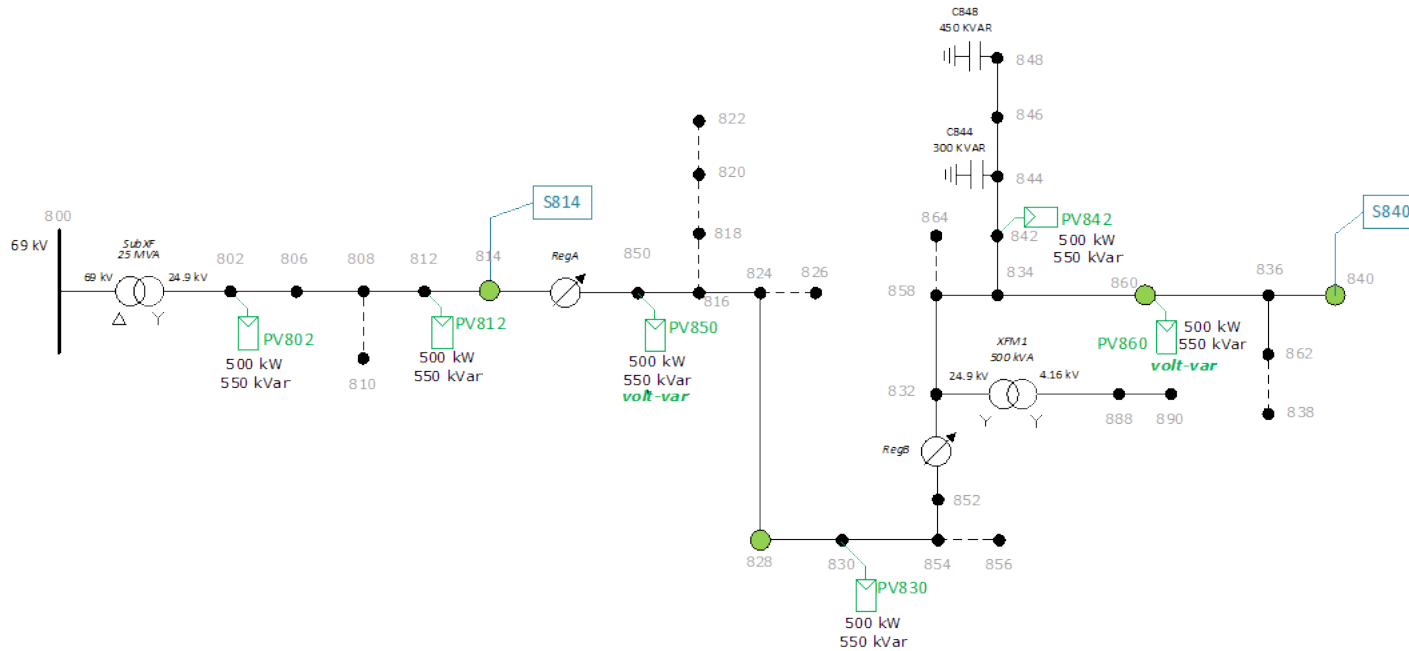 C848
450 KVAR
848
846
C844
300 KVAR
844
822
820
818
S814
S840
800
69 kV
SubXF
25 MVA
69 kV
24.9 kV
802
806
808
812
814
RegA
850
816
824
826
864
842
PV842
500 kW
550 kVar
834
858
860
836
840
PV802
500 kW
550 kVar
810
PV812
500 kW
550 kVar
PV850
500 kW
550 kVar
volt-var
PV860
500 kW
550 kVar
volt-var
862
838
XFM1
500 kVA
24.9 kV
4.16 kV
832
888
890
RegB
852
828
830
854
856
PV830
500 kW
550 kVar